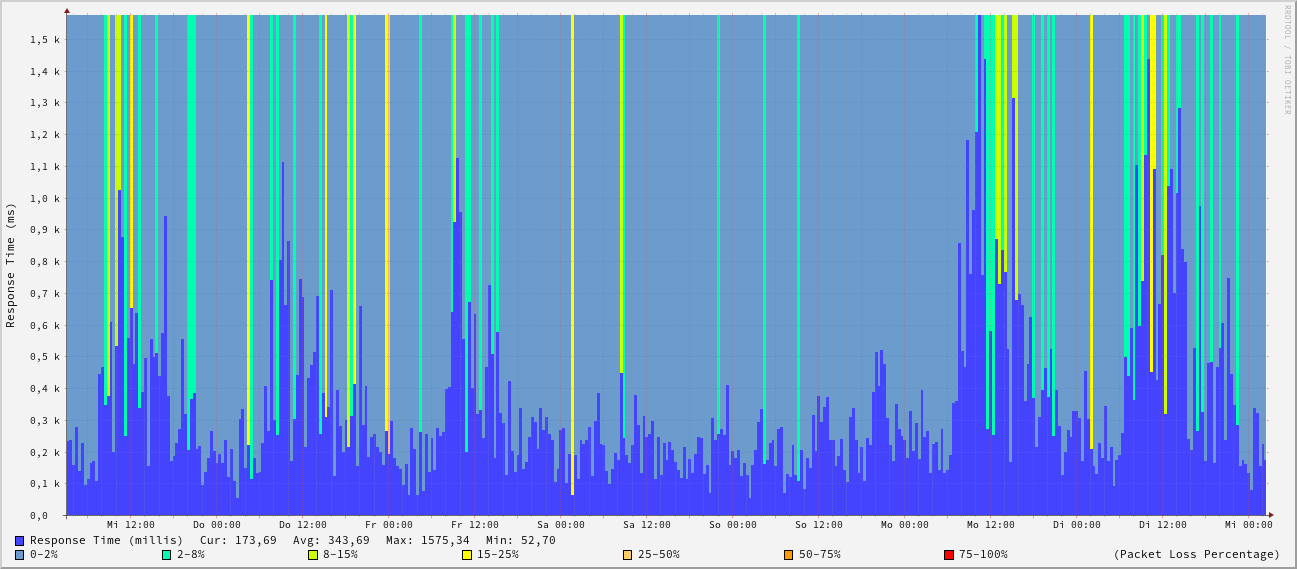 RRDTOOL / TOBI OETIKER
Response Time (ms)
1,5 k
1,4 k
1,3 k
1,2 k
1,1 k
1,0 k
0,9 k
0,8 k
0,7 k
0,6 k
0,5 k
0,4 k
0,3 k
0,2 k
0,1 k
0,0
Mi 12:00 Do 00:00 Do 12:00 Fr 00:00 Fr 12:00 Sa 00:00 Sa 12:00 So 00:00 So 12:00 Mo 00:00 Mo 12:00 Di 00:00 Di 12:00 Mi 00:00
Response Time (millis) Cur: 173,69 Avg: 343,69 Max: 1575,34 Min: 52,70
0-2% 2-8% 8-15% 15-25% 25-50% 50-75% 75-100% (Packet Loss Percentage)